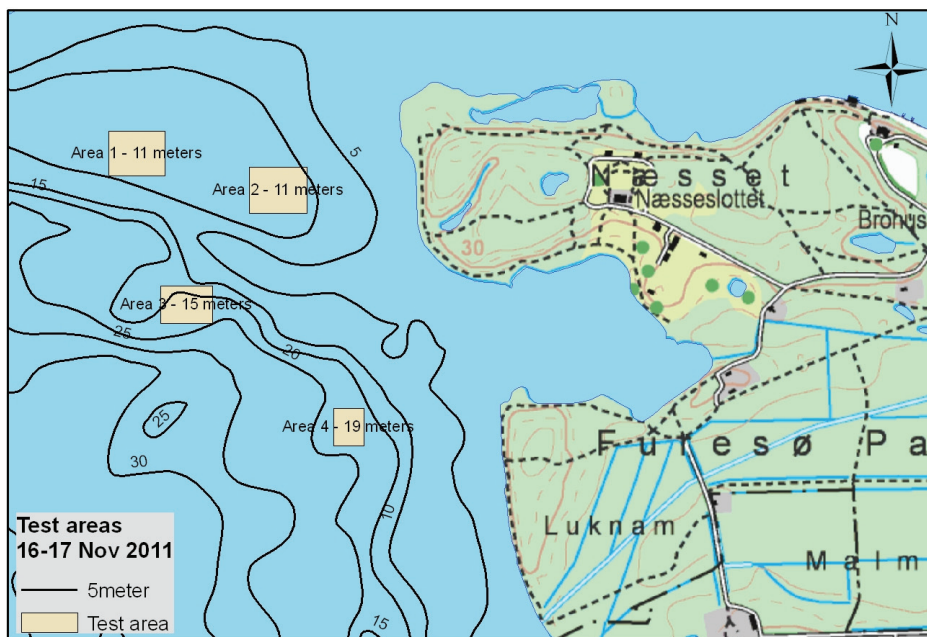 N
5
Area 1 - 11 meters
15
Area 2 - 11 meters
Næsset
Næsseslottet
Brohus
30
Area 3 - 15 meters
25
20
25
Area 4 - 19 meters
30
Furesø Pa
10
Luknam
Malm
Test areas
16-17 Nov 2011
5meter
Test area
15